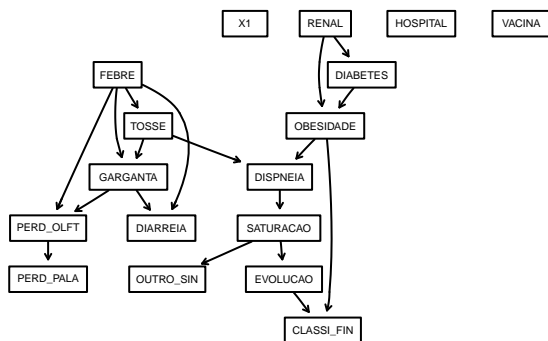 X1 RENAL HOSPITAL VACINA
FEBRE DIABETES
TOSSE OBESIDADE
GARGANTA DISPNEIA
PERD_OLFT DIARREIA SATURACAO
PERD_PALA OUTRO_SIN EVOLUCAO
CLASSI_FIN